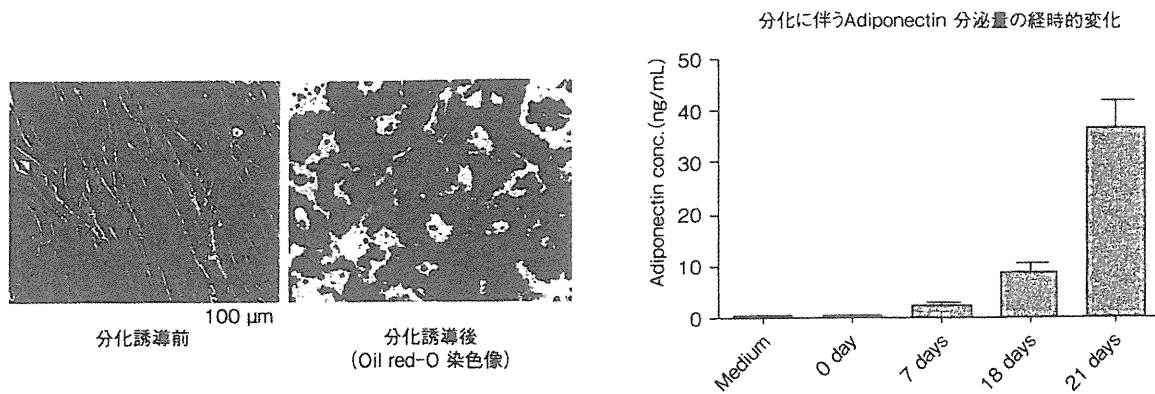 100 μm
分化誘導前
分化誘導後
(Oil red-O 染色像)
分化に伴うAdiponectin 分泌量の経時的変化
Adiponectin conc.(ng/mL)
50
40
30
20
10
0
Medium
0 day
7 days
18 days
21 days